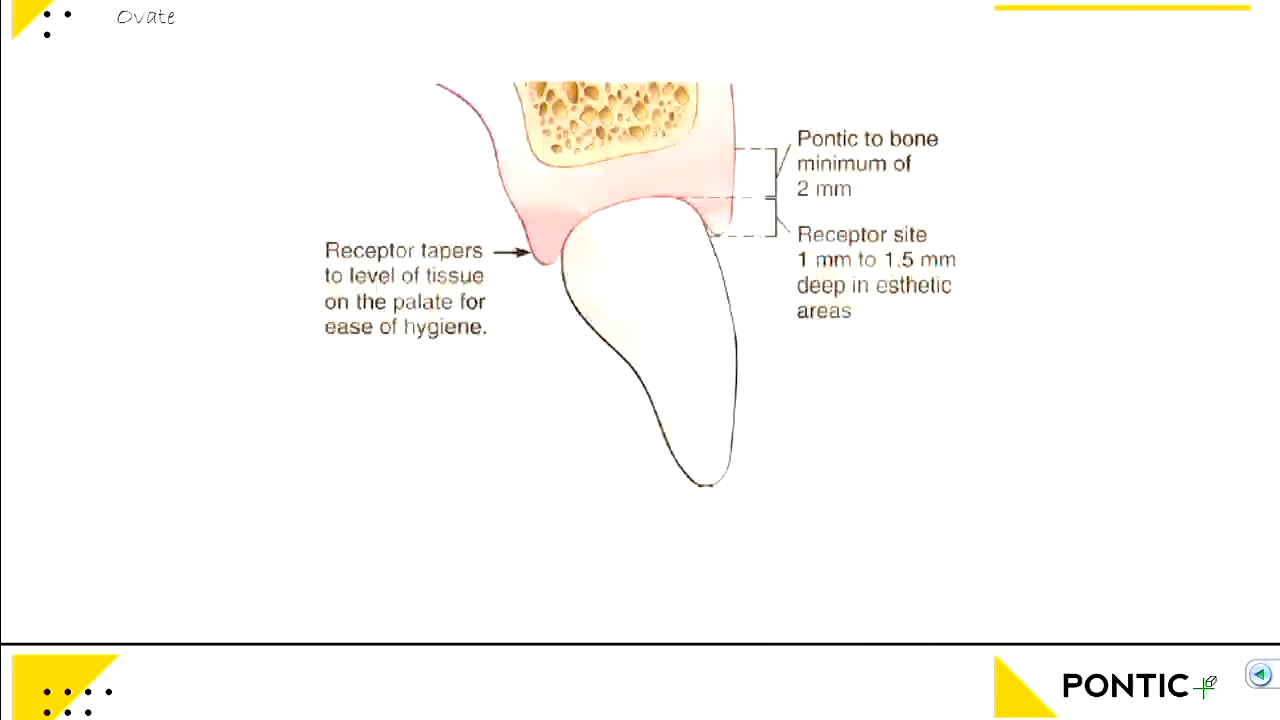 Ovate
Pontic to bone
minimum of
2 mm
Receptor site
1 mm to 1.5 mm
deep in esthetic
areas
Receptor tapers
to level of tissue
on the palate for
ease of hygiene.
PONTIC